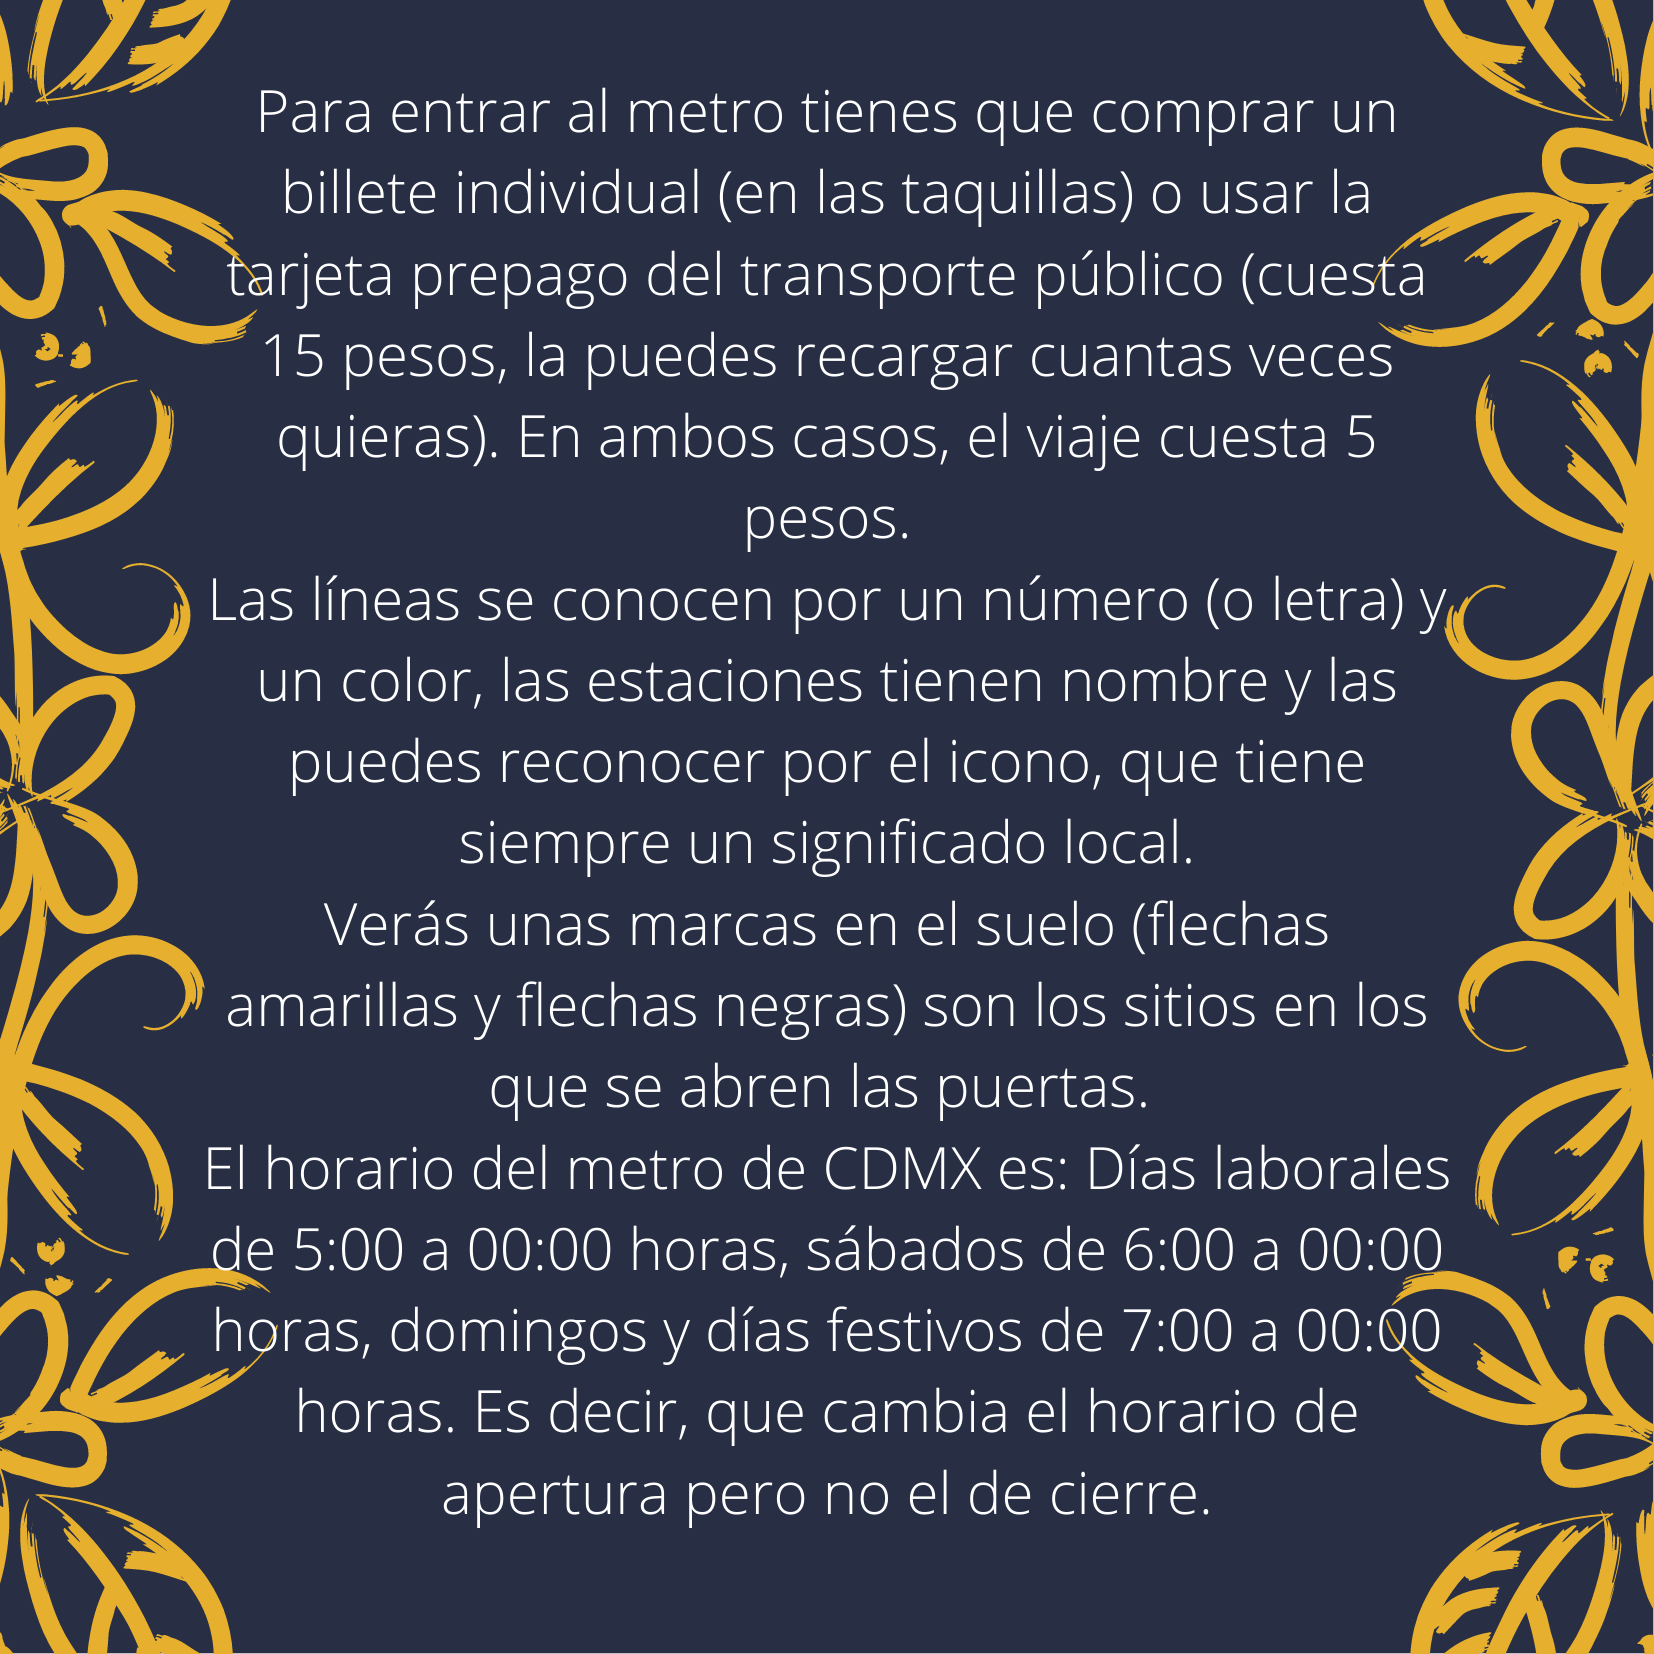 Para entrar al metro tienes que comprar un
billete individual (en las taquillas) o usar la
tarjeta prepago del transporte público (cuesta
15 pesos, la puedes recargar cuantas veces
quieras). En ambos casos, el viaje cuesta 5
pesos.
Las líneas se conocen por un número (o letra) y
un color, las estaciones tienen nombre y las
puedes reconocer por el icono, que tiene
siempre un significado local.
Verás unas marcas en el suelo (flechas
amarillas y flechas negras) son los sitios en los
que se abren las puertas.
El horario del metro de CDMX es: Días laborales
de 5:00 a 00:00 horas, sábados de 6:00 a 00:00
horas, domingos y días festivos de 7:00 a 00:00
horas. Es decir, que cambia el horario de
apertura pero no el de cierre.